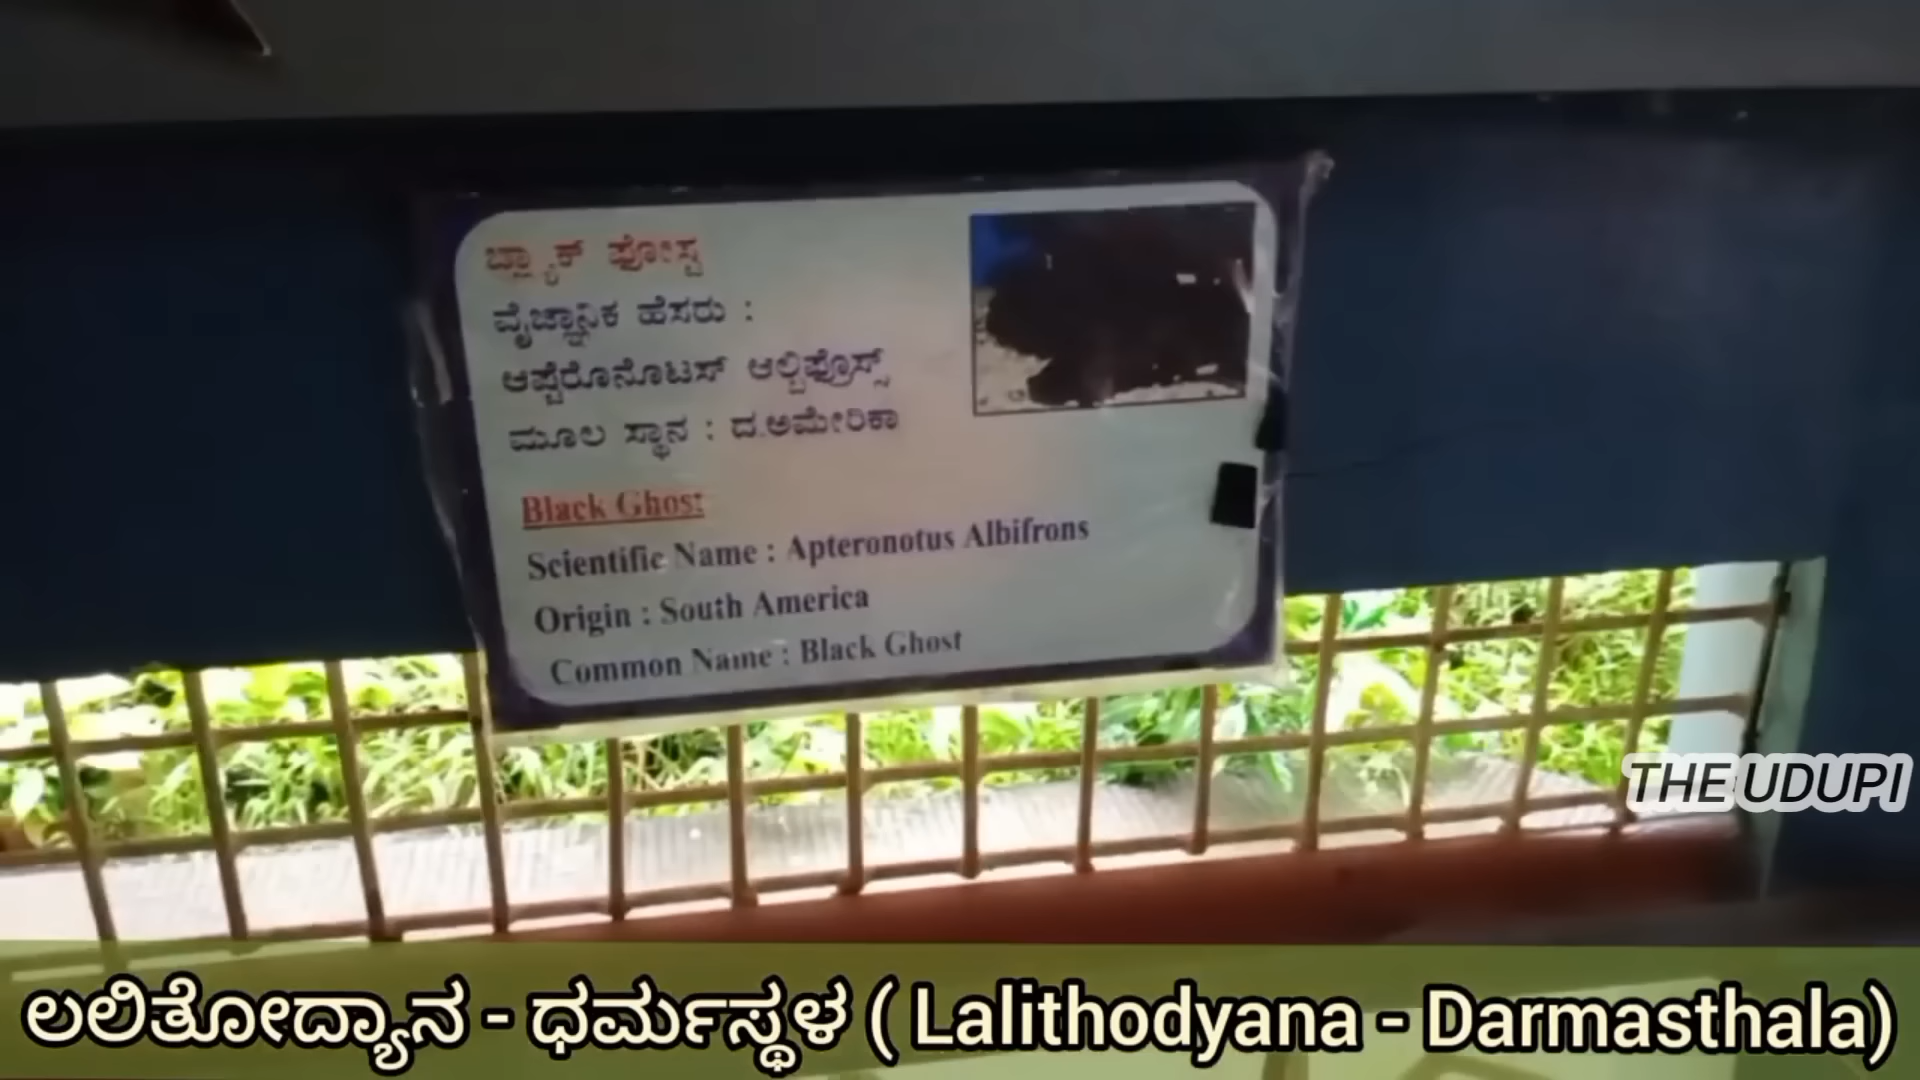 ಬ್ಲ್ಯಾಕ್ ಫೋಸ್ಟ
ವೈಜ್ಞಾನಿಕ ಹೆಸರು :
ಆಪ್ಟೆರೊನೊಟಸ್ ಆಲ್ಬಿಫ್ರೊಸ್ಸ್
ಮೂಲ ಸ್ಥಾನ : ದ.ಅಮೇರಿಕಾ
Black Ghost
Scientific Name : Apteronotus Albifrons
Origin : South America
Common Name : Black Ghost
THE UDUPI
ಲಲಿತೋದ್ಯಾನ - ಧರ್ಮಸ್ಥಳ ( Lalithodyana - Darmasthala)